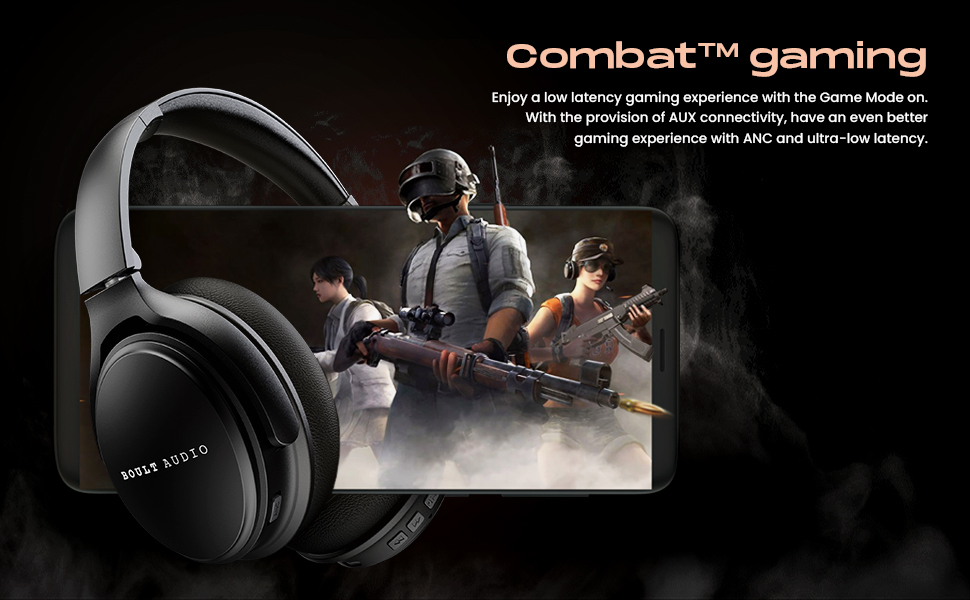 Combat™ gaming
Enjoy a low latency gaming experience with the Game Mode on.
With the provision of AUX connectivity, have an even better
gaming experience with ANC and ultra-low latency.
BOULT AUDIO